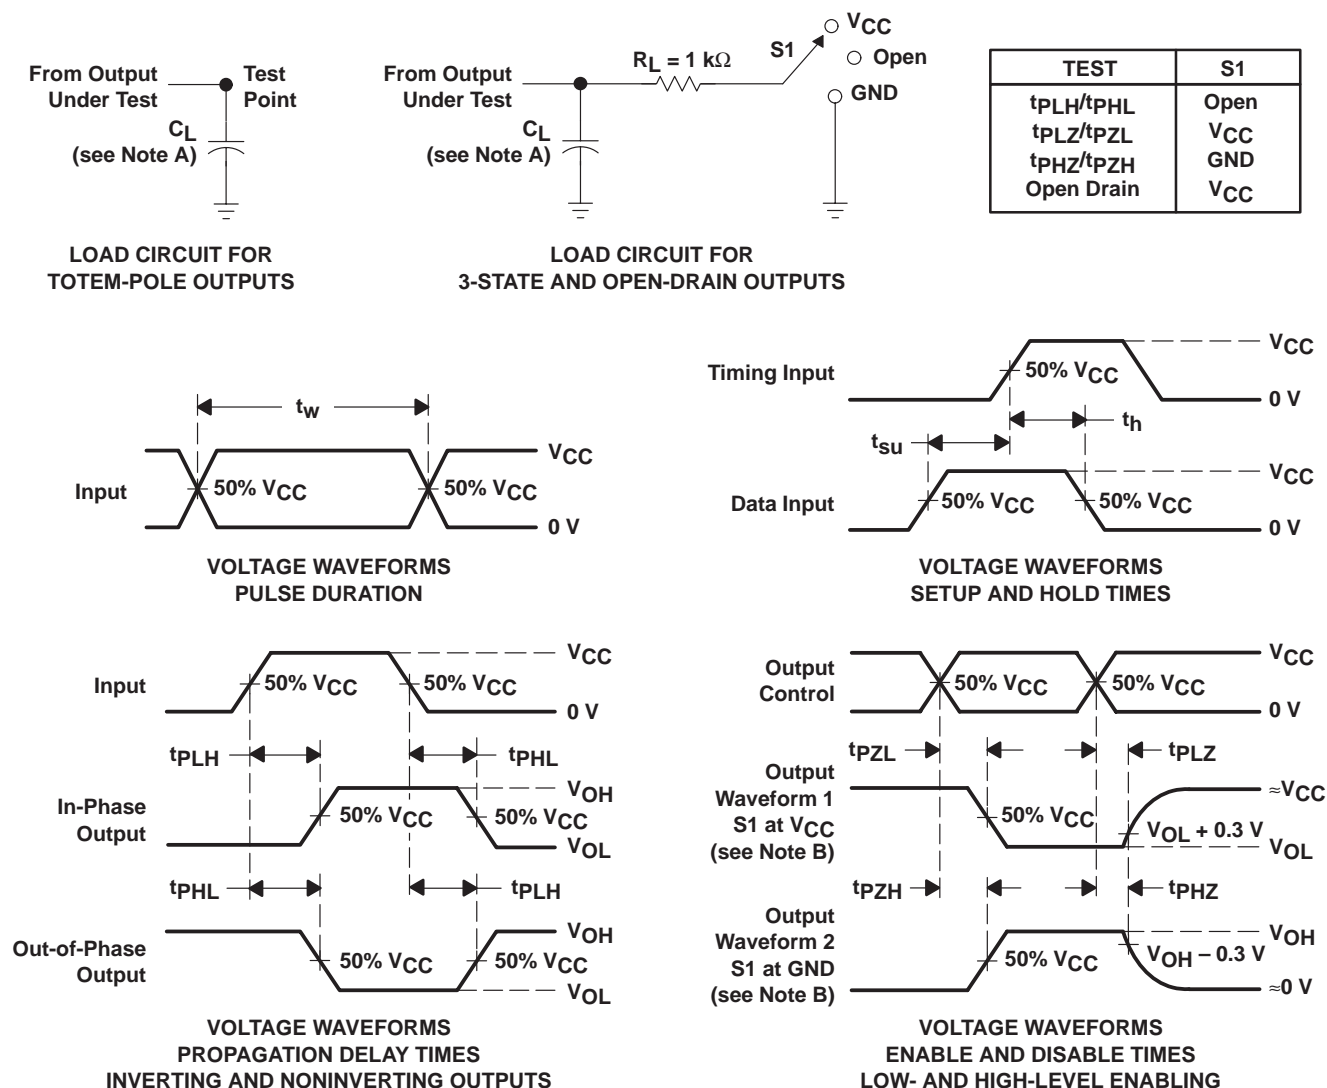 From Output
Under Test
Test
Point
CL
(see Note A)
LOAD CIRCUIT FOR
TOTEM-POLE OUTPUTS
From Output
Under Test
RL = 1 kΩ
S1
VCC
Open
GND
CL
(see Note A)
LOAD CIRCUIT FOR
3-STATE AND OPEN-DRAIN OUTPUTS
TEST S1
tPLH/tPHL Open
tPLZ/tPZL VCC
tPHZ/tPZH GND
Open Drain VCC
tw
Input
50% VCC
50% VCC
VCC
0 V
VOLTAGE WAVEFORMS
PULSE DURATION
Timing Input
50% VCC
VCC
0 V
tsu
th
Data Input
50% VCC
50% VCC
VCC
0 V
VOLTAGE WAVEFORMS
SETUP AND HOLD TIMES
Input
50% VCC
50% VCC
VCC
0 V
tPLH
tPHL
In-Phase
Output
50% VCC
50% VCC
VOH
VOL
tPHL
tPLH
Out-of-Phase
Output
50% VCC
50% VCC
VOH
VOL
VOLTAGE WAVEFORMS
PROPAGATION DELAY TIMES
INVERTING AND NONINVERTING OUTPUTS
Output
Control
50% VCC
50% VCC
VCC
0 V
tPZL
tPLZ
Output
Waveform 1
S1 at VCC
(see Note B)
50% VCC
VOL + 0.3 V
≈VCC
VOL
tPZH
tPHZ
Output
Waveform 2
S1 at GND
(see Note B)
50% VCC
VOH − 0.3 V
VOH
≈0 V
VOLTAGE WAVEFORMS
ENABLE AND DISABLE TIMES
LOW- AND HIGH-LEVEL ENABLING